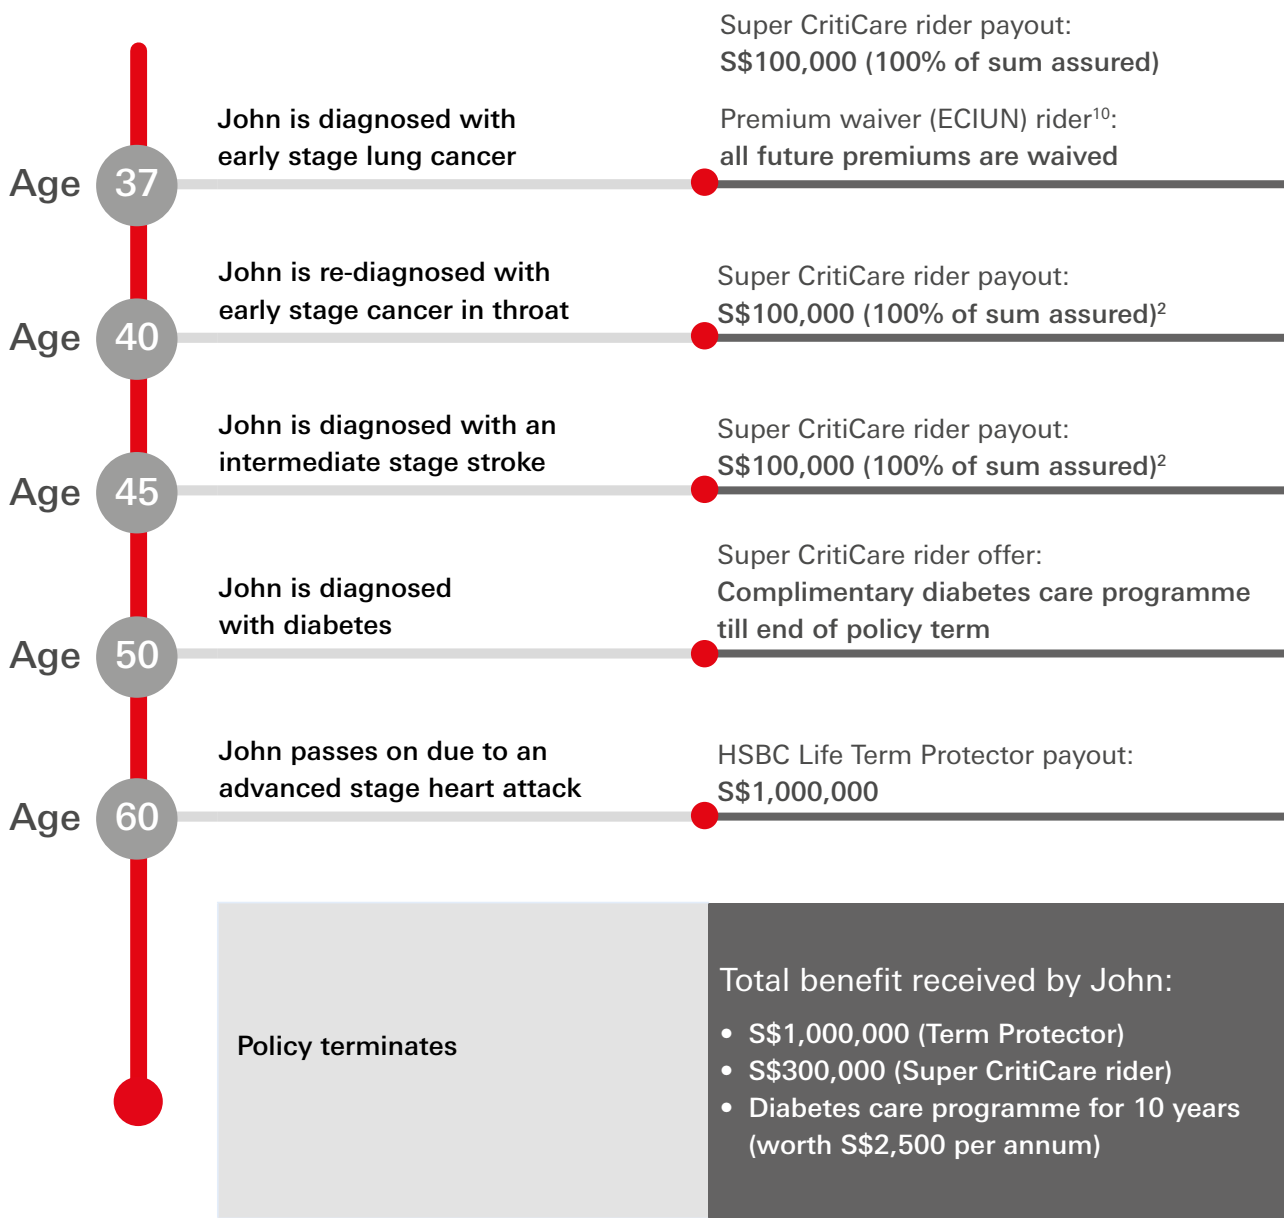 Super CritiCare rider payout:
S$100,000 (100% of sum assured)
John is diagnosed with
early stage lung cancer
Premium waiver (ECIUN) rider¹⁰:
all future premiums are waived
Age 37
John is re-diagnosed with
early stage cancer in throat
Super CritiCare rider payout:
S$100,000 (100% of sum assured)²
Age 40
John is diagnosed with an
intermediate stage stroke
Super CritiCare rider payout:
S$100,000 (100% of sum assured)²
Age 45
John is diagnosed
with diabetes
Super CritiCare rider offer:
Complimentary diabetes care programme
till end of policy term
Age 50
John passes on due to an
advanced stage heart attack
HSBC Life Term Protector payout:
S$1,000,000
Age 60
Policy terminates
Total benefit received by John:
• S$1,000,000 (Term Protector)
• S$300,000 (Super CritiCare rider)
• Diabetes care programme for 10 years
(worth S$2,500 per annum)